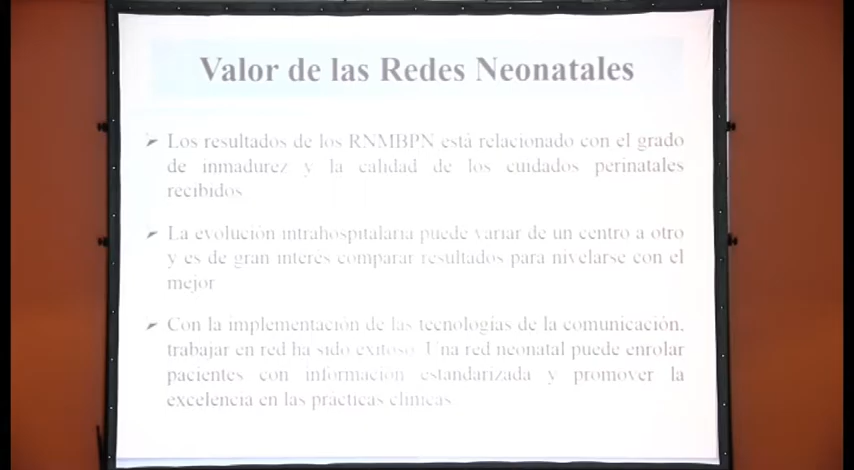 Valor de las Redes Neonatales
➢ Los resultados de los RNMBPN está relacionado con el grado
de inmadurez y la calidad de los cuidados perinatales
recibidos
➢ La evolución intrahospitalaria puede variar de un centro a otro
y es de gran interés comparar resultados para nivelarse con el
mejor
➢ Con la implementación de las tecnologías de la comunicación,
trabajar en red ha sido exitoso. Una red neonatal puede enrolar
pacientes con información estandarizada y promover la
excelencia en las prácticas clínicas